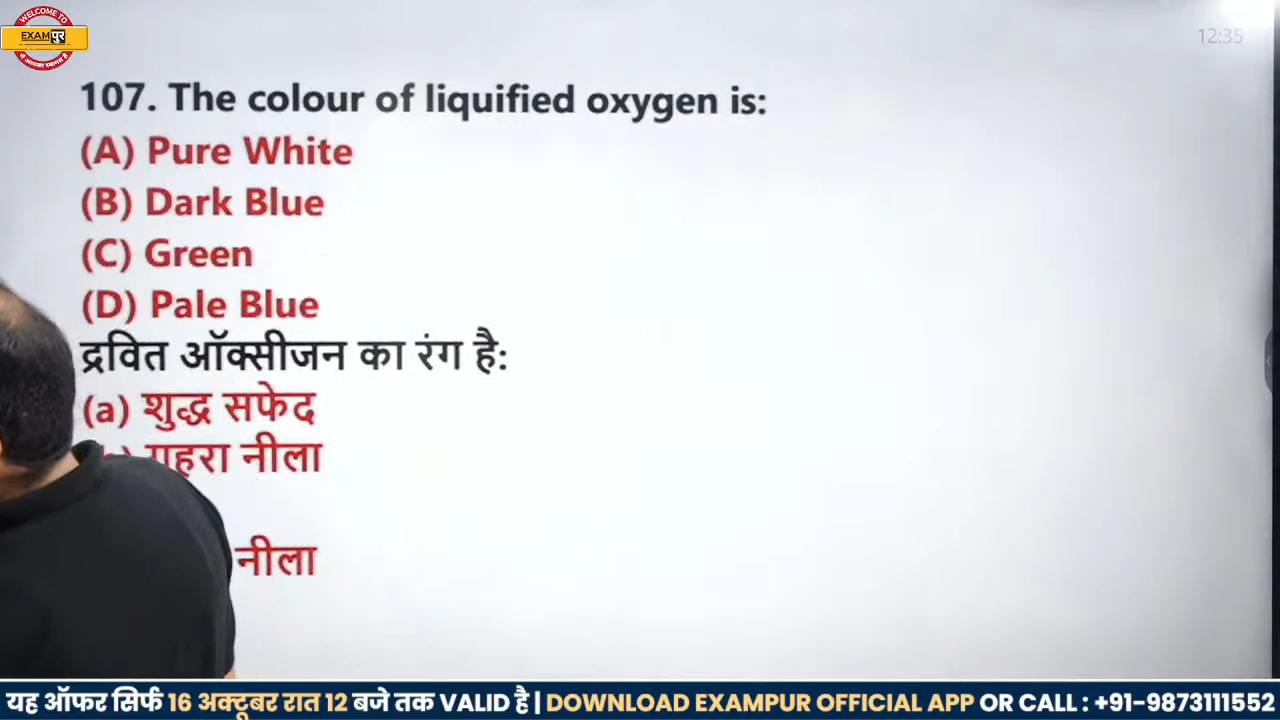 WELCOME TO
EXAMपुर
में आपका स्वागत है
12:35
107. The colour of liquified oxygen is:
(A) Pure White
(B) Dark Blue
(C) Green
(D) Pale Blue
द्रवित ऑक्सीजन का रंग है:
(a) शुद्ध सफेद
गहरा नीला
नीला
यह ऑफर सिर्फ 16 अक्टूबर रात 12 बजे तक VALID है | DOWNLOAD EXAMPUR OFFICIAL APP OR CALL : +91-9873111552